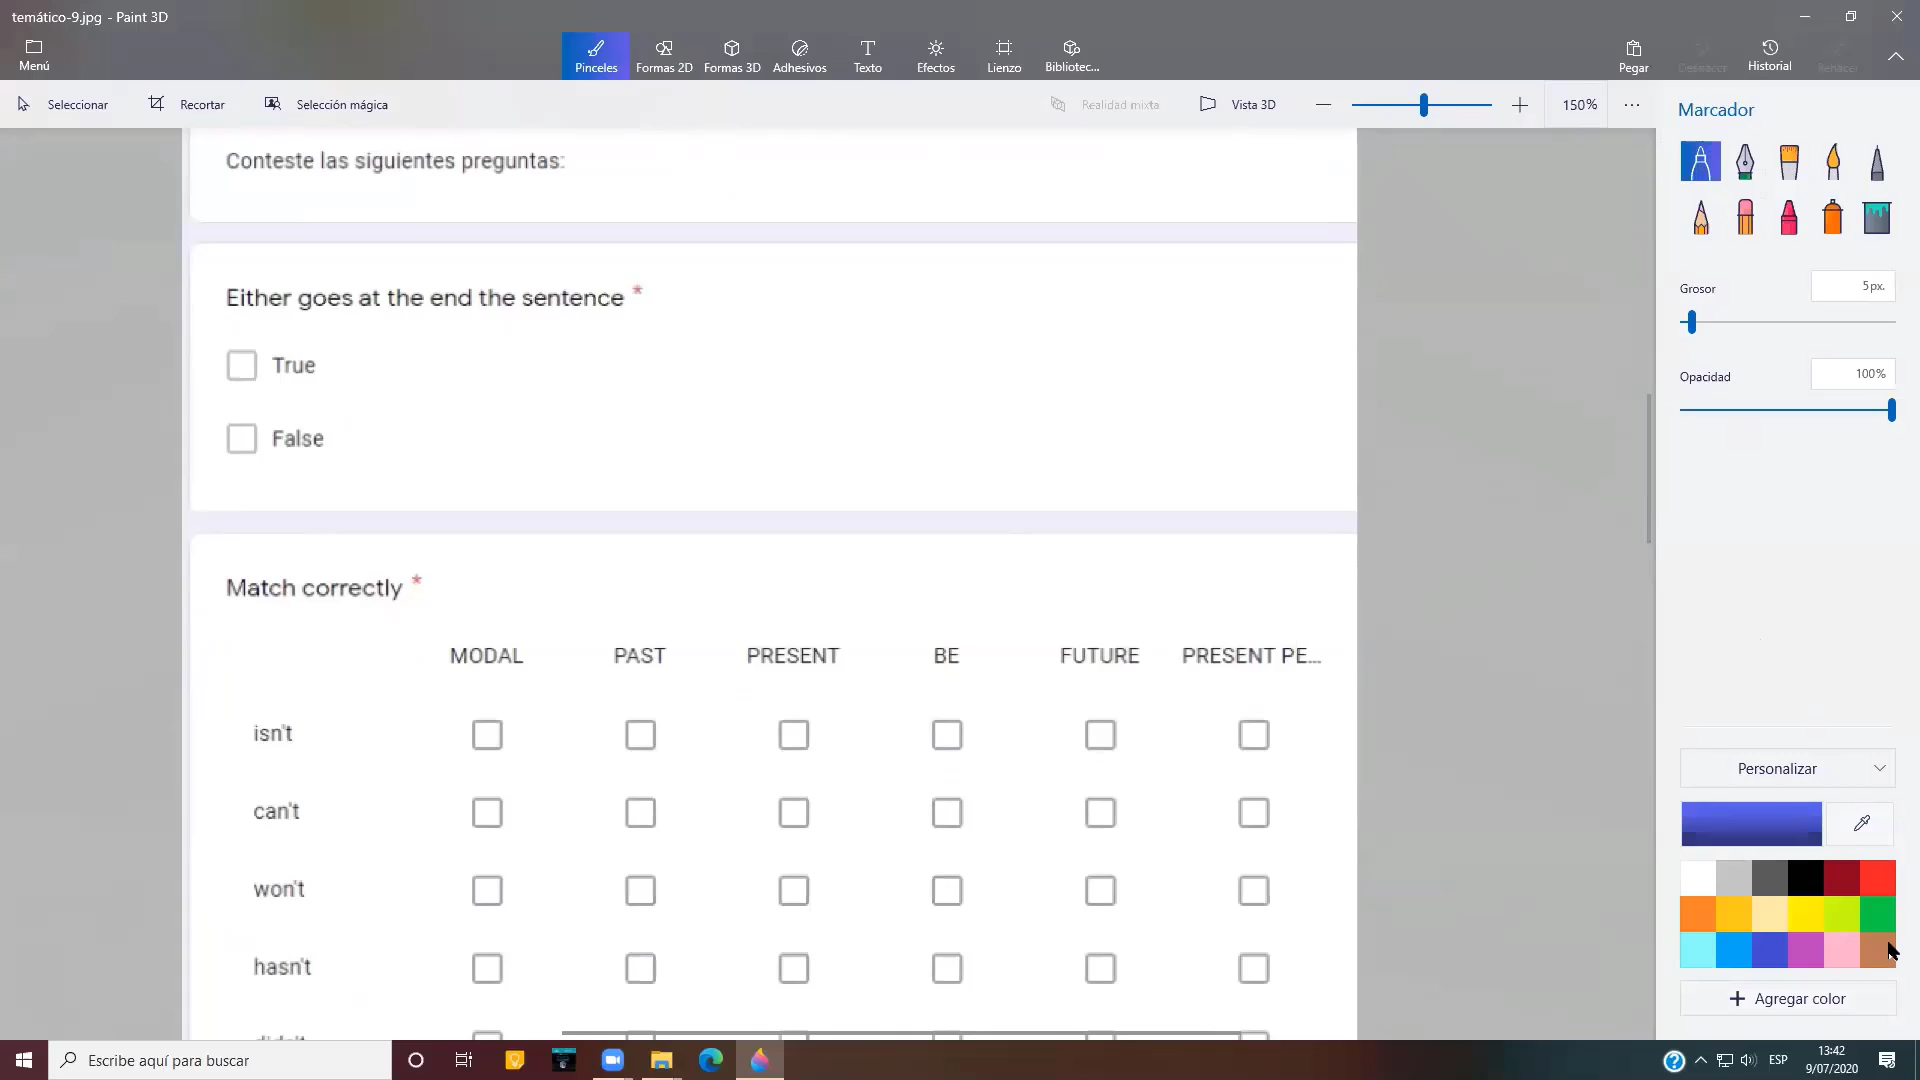 temático-9.jpg - Paint 3D
Menú
Pinceles
Formas 2D
Formas 3D
Adhesivos
Texto
Efectos
Lienzo
Bibliotec...
Pegar
Deshacer
Historial
Rehacer
Seleccionar
Recortar
Selección mágica
Realidad mixta
Vista 3D
150%
Marcador
Conteste las siguientes preguntas:
Either goes at the end the sentence *
True
False
Match correctly *
MODAL PAST PRESENT BE FUTURE PRESENT PE...
isn't
can't
won't
hasn't
Grosor
5px.
Opacidad
100%
Personalizar
Agregar color
Escribe aquí para buscar
ESP
13:42
9/07/2020